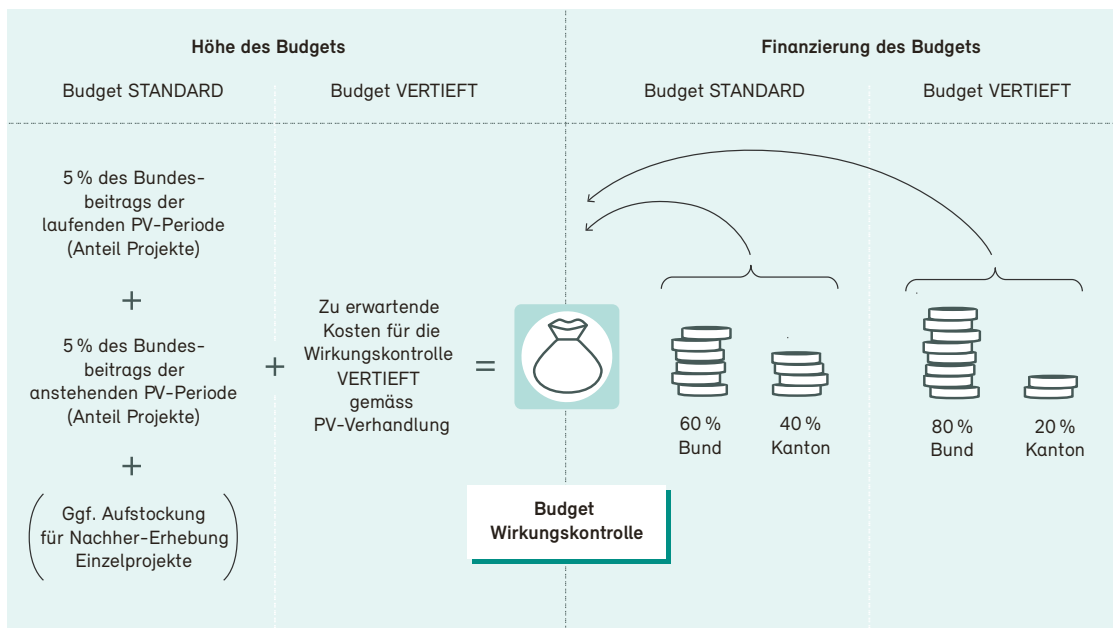 Höhe des Budgets
Finanzierung des Budgets
Budget STANDARD
Budget VERTIEFT
Budget STANDARD
Budget VERTIEFT
5 % des Bundes-
beitrags der
laufenden PV-Periode
(Anteil Projekte)
+
5 % des Bundes-
beitrags der
anstehenden PV-Periode
(Anteil Projekte)
+
(Ggf. Aufstockung
für Nachher-Erhebung
Einzelprojekte)
+
Zu erwartende
Kosten für die
Wirkungskontrolle
VERTIEFT
gemäss
PV-Verhandlung
=
Budget
Wirkungskontrolle
60 %
Bund
40 %
Kanton
80 %
Bund
20 %
Kanton